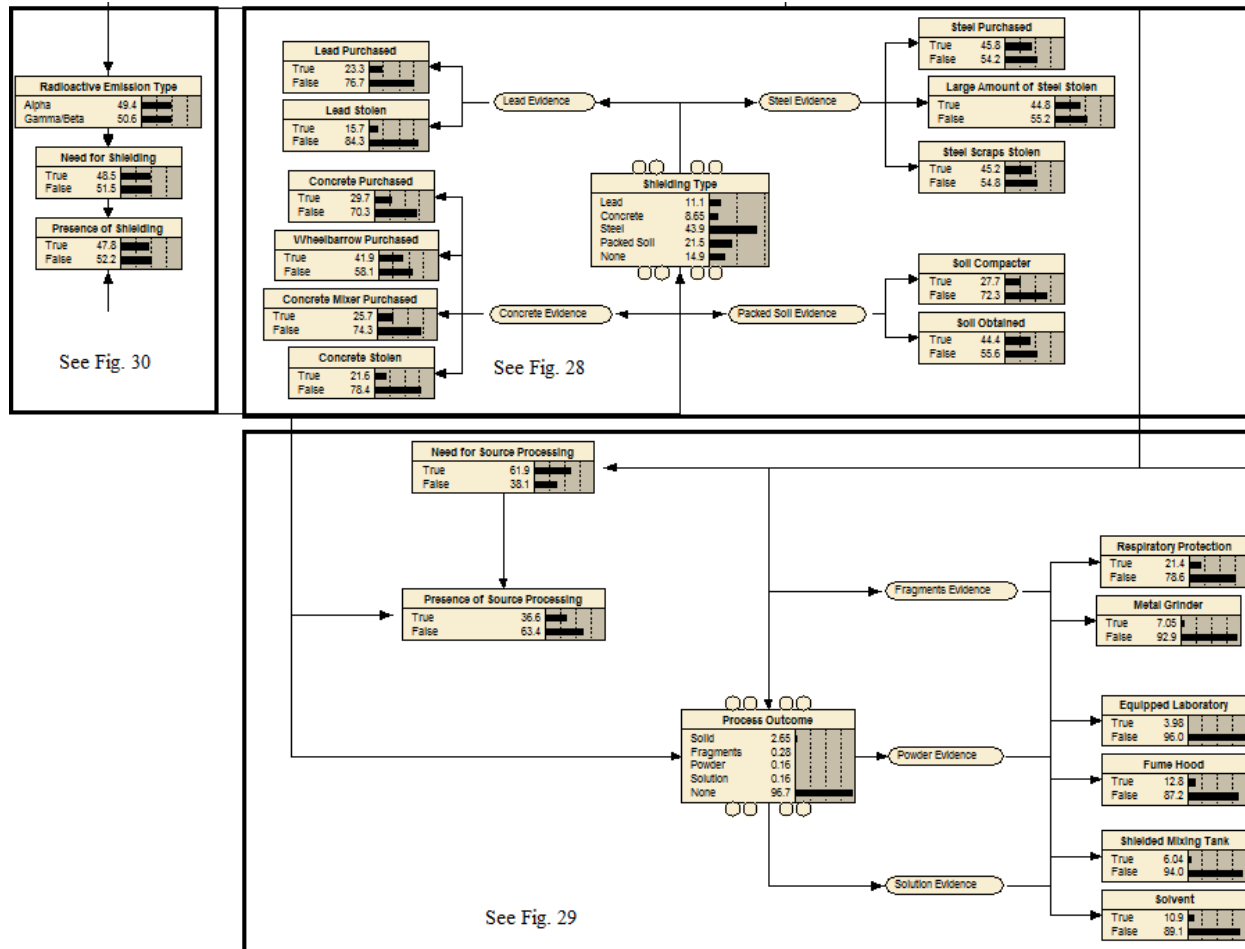 Radioactive Emission Type
Alpha 49.4
Gamma/Beta 50.6
Need for Shielding
True 48.5
False 51.5
Presence of Shielding
True 47.8
False 52.2
See Fig. 30
Lead Purchased
True 23.3
False 76.7
Lead Stolen
True 15.7
False 84.3
Lead Evidence
Concrete Purchased
True 29.7
False 70.3
Wheelbarrow Purchased
True 41.9
False 58.1
Concrete Mixer Purchased
True 25.7
False 74.3
Concrete Stolen
True 21.6
False 78.4
Concrete Evidence
See Fig. 28
Shielding Type
Lead 11.1
Concrete 8.65
Steel 43.9
Packed Soil 21.5
None 14.9
Steel Evidence
Steel Purchased
True 45.8
False 54.2
Large Amount of Steel Stolen
True 44.8
False 55.2
Steel Scraps Stolen
True 45.2
False 54.8
Packed Soil Evidence
Soil Compacter
True 27.7
False 72.3
Soil Obtained
True 44.4
False 55.6
Need for Source Processing
True 61.9
False 38.1
Presence of Source Processing
True 36.6
False 63.4
Process Outcome
Solid 2.65
Fragments 0.28
Powder 0.16
Solution 0.16
None 96.7
Fragments Evidence
Powder Evidence
Solution Evidence
Respiratory Protection
True 21.4
False 78.6
Metal Grinder
True 7.05
False 92.9
Equipped Laboratory
True 3.98
False 96.0
Fume Hood
True 12.8
False 87.2
Shielded Mixing Tank
True 6.04
False 94.0
Solvent
True 10.9
False 89.1
See Fig. 29